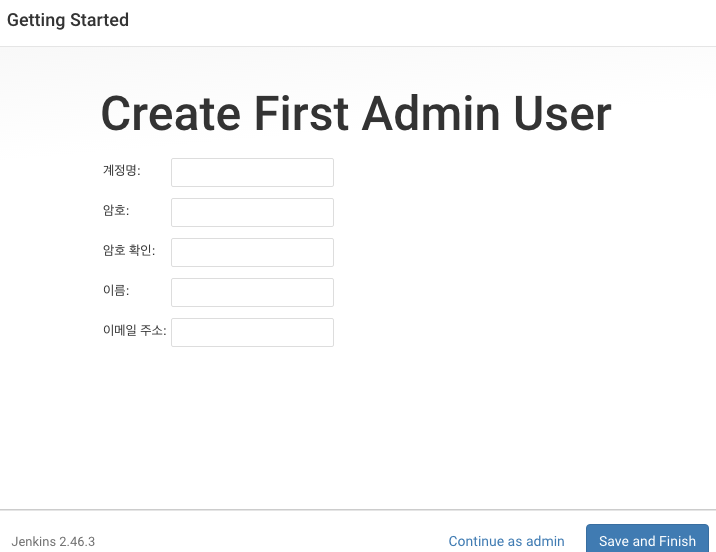 Getting Started
Create First Admin User
계정명:
암호:
암호 확인:
이름:
이메일 주소:
Jenkins 2.46.3 Continue as admin Save and Finish